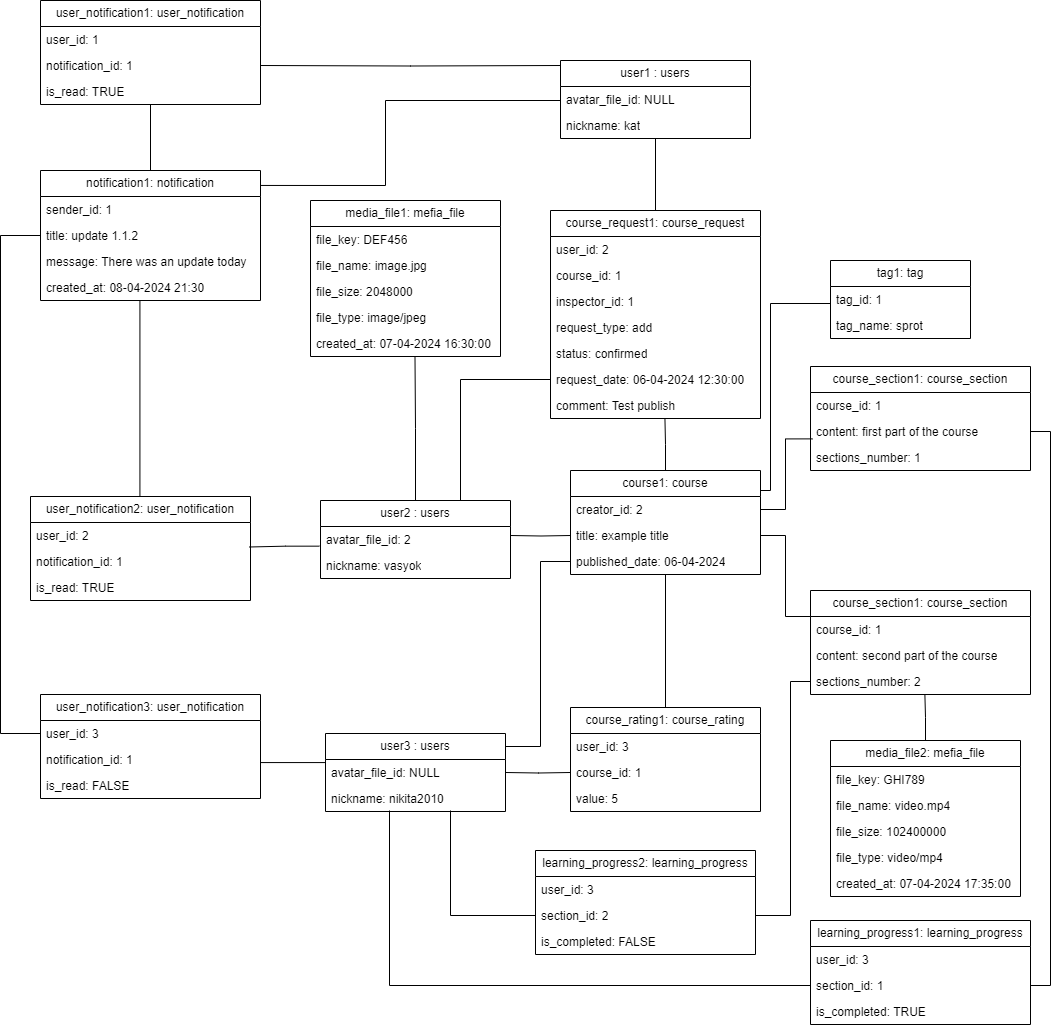 user_notification1: user_notification
user_id: 1
notification_id: 1
is_read: TRUE
user1 : users
avatar_file_id: NULL
nickname: kat
notification1: notification
sender_id: 1
title: update 1.1.2
message: There was an update today
created_at: 08-04-2024 21:30
media_file1: mefia_file
file_key: DEF456
file_name: image.jpg
file_size: 2048000
file_type: image/jpeg
created_at: 07-04-2024 16:30:00
course_request1: course_request
user_id: 2
course_id: 1
inspector_id: 1
request_type: add
status: confirmed
request_date: 06-04-2024 12:30:00
comment: Test publish
tag1: tag
tag_id: 1
tag_name: sprot
course_section1: course_section
course_id: 1
content: first part of the course
sections_number: 1
user_notification2: user_notification
user_id: 2
notification_id: 1
is_read: TRUE
user2 : users
avatar_file_id: 2
nickname: vasyok
course1: course
creator_id: 2
title: example title
published_date: 06-04-2024
course_section1: course_section
course_id: 1
content: second part of the course
sections_number: 2
user_notification3: user_notification
user_id: 3
notification_id: 1
is_read: FALSE
user3 : users
avatar_file_id: NULL
nickname: nikita2010
course_rating1: course_rating
user_id: 3
course_id: 1
value: 5
media_file2: mefia_file
file_key: GHI789
file_name: video.mp4
file_size: 102400000
file_type: video/mp4
created_at: 07-04-2024 17:35:00
learning_progress2: learning_progress
user_id: 3
section_id: 2
is_completed: FALSE
learning_progress1: learning_progress
user_id: 3
section_id: 1
is_completed: TRUE